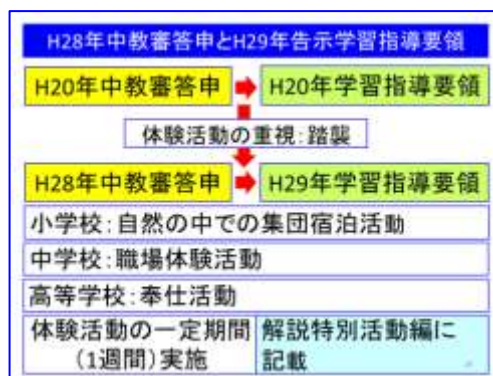 H28年中教審答申とH29年告示学習指導要領
H20年中教審答申
H20年学習指導要領
体験活動の重視:踏襲
H28年中教審答申
H29年学習指導要領
小学校:自然の中での集団宿泊活動
中学校:職場体験活動
高等学校:奉仕活動
体験活動の一定期間
(1週間)実施
解説特別活動編に
記載